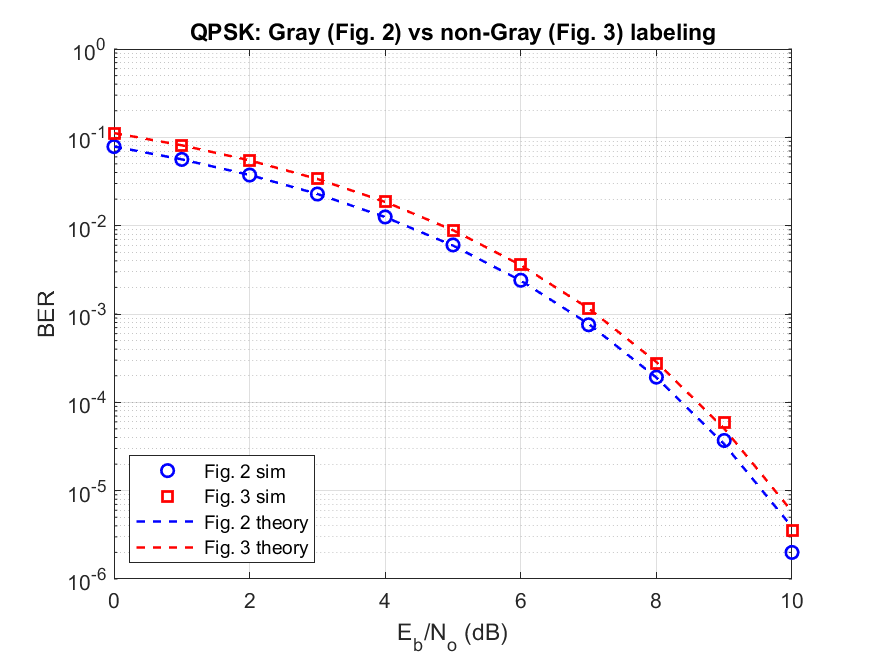 QPSK: Gray (Fig. 2) vs non-Gray (Fig. 3) labeling
10^0
10^-1
10^-2
10^-3
10^-4
10^-5
10^-6
BER
Fig. 2 sim
Fig. 3 sim
Fig. 2 theory
Fig. 3 theory
0 2 4 6 8 10
E_b/N_o (dB)